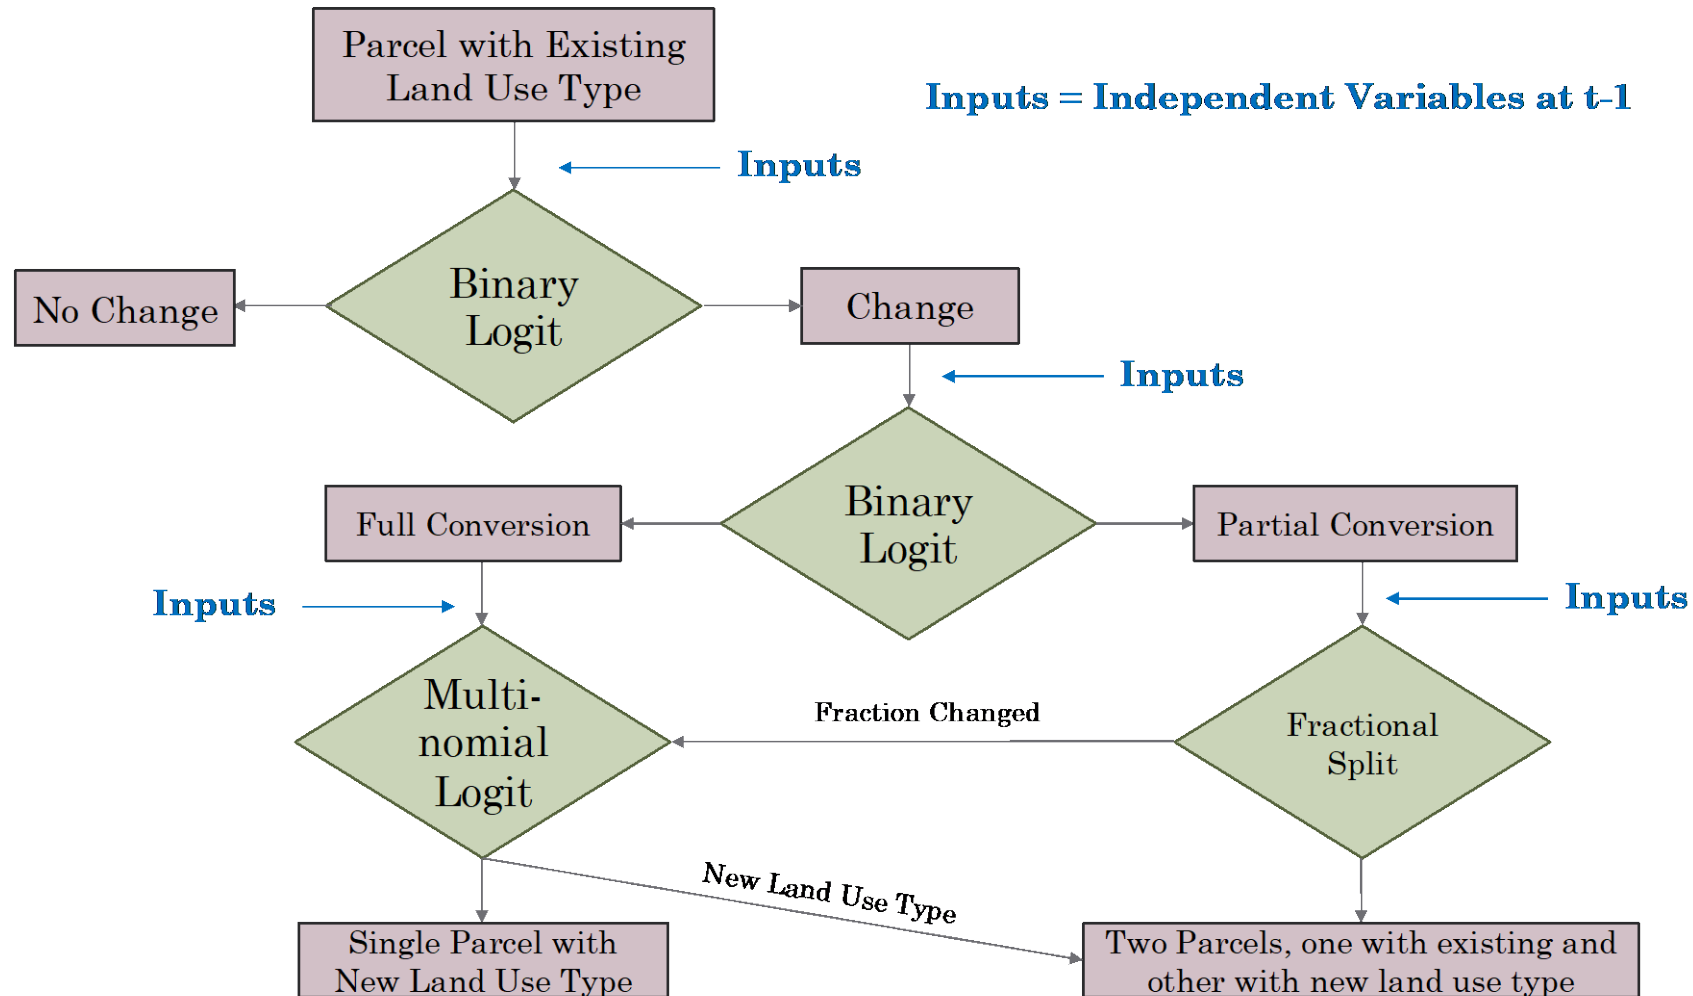 Parcel with Existing
Land Use Type
Inputs = Independent Variables at t-1
Inputs
Binary
Logit
No Change
Change
Inputs
Binary
Logit
Full Conversion
Partial Conversion
Inputs
Inputs
Multi-
nomial
Logit
Fraction Changed
Fractional
Split
New Land Use Type
Single Parcel with
New Land Use Type
Two Parcels, one with existing and
other with new land use type